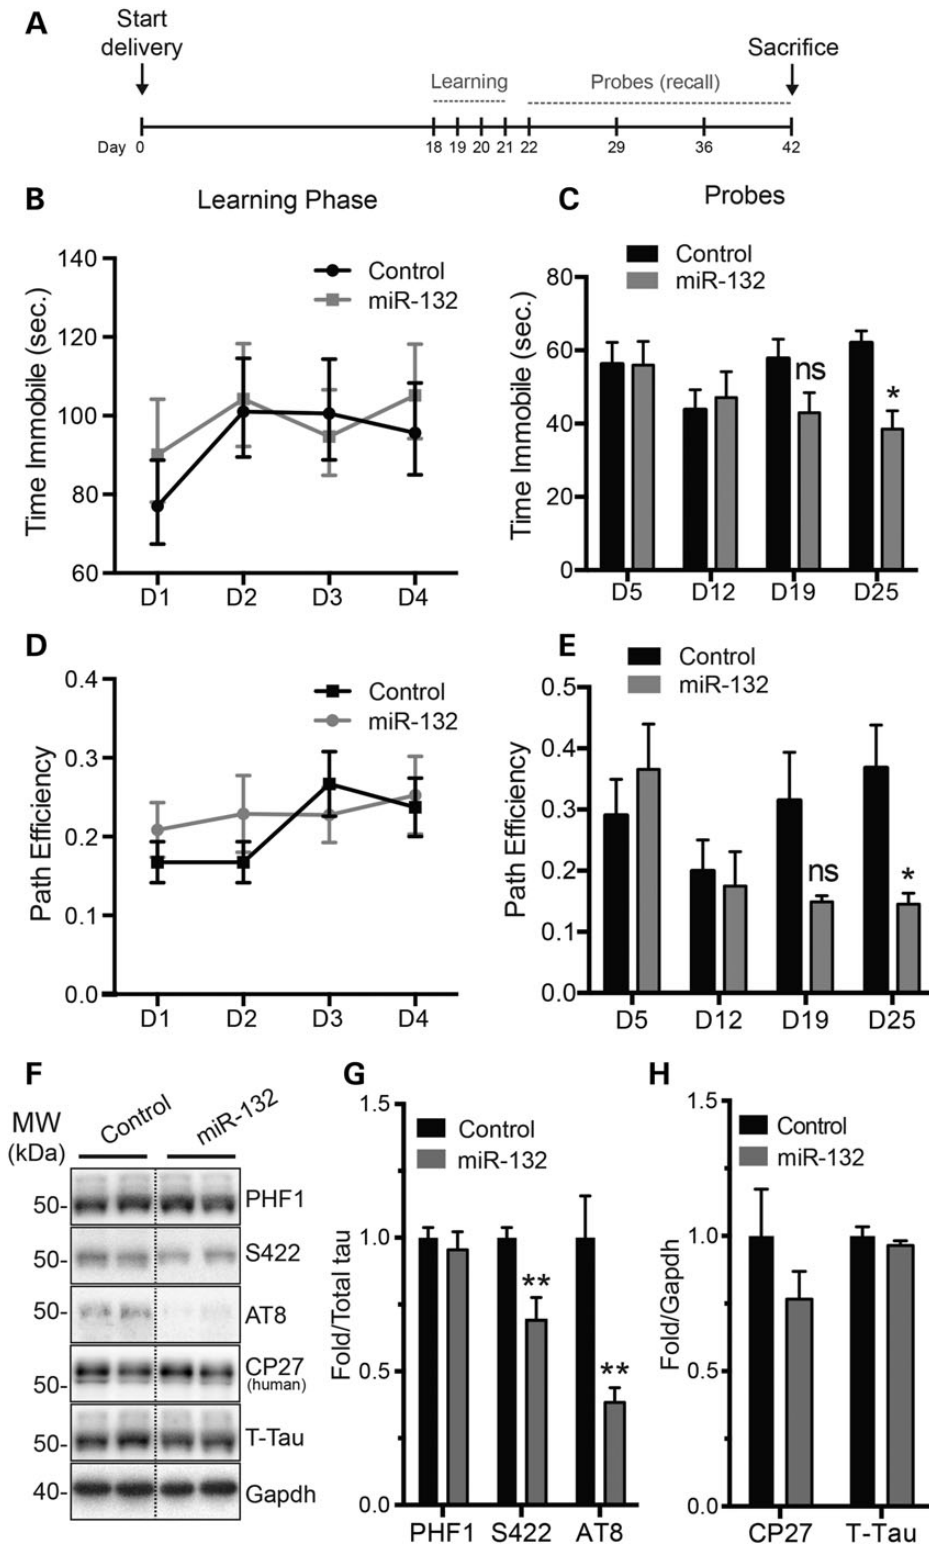 A
Start
delivery
Sacrifice
Learning
Probes (recall)
Day 0 18 19 20 21 22 29 36 42
B
Learning Phase
Time Immobile (sec.)
140
120
100
80
60
Control
miR-132
D1 D2 D3 D4
C
Probes
Time Immobile (sec.)
80
60
40
20
0
Control
miR-132
ns
*
D5 D12 D19 D25
D
Path Efficiency
0.4
0.3
0.2
0.1
0.0
Control
miR-132
D1 D2 D3 D4
E
Path Efficiency
0.5
0.4
0.3
0.2
0.1
0.0
Control
miR-132
ns
*
D5 D12 D19 D25
F
MW
(kDa)
Control
miR-132
50- PHF1
50- S422
50- AT8
50- CP27
(human)
50- T-Tau
40- Gapdh
G
Fold/Total tau
1.5
1.0
0.5
0.0
Control
miR-132
**
**
PHF1 S422 AT8
H
Fold/Gapdh
1.5
1.0
0.5
0.0
Control
miR-132
CP27 T-Tau